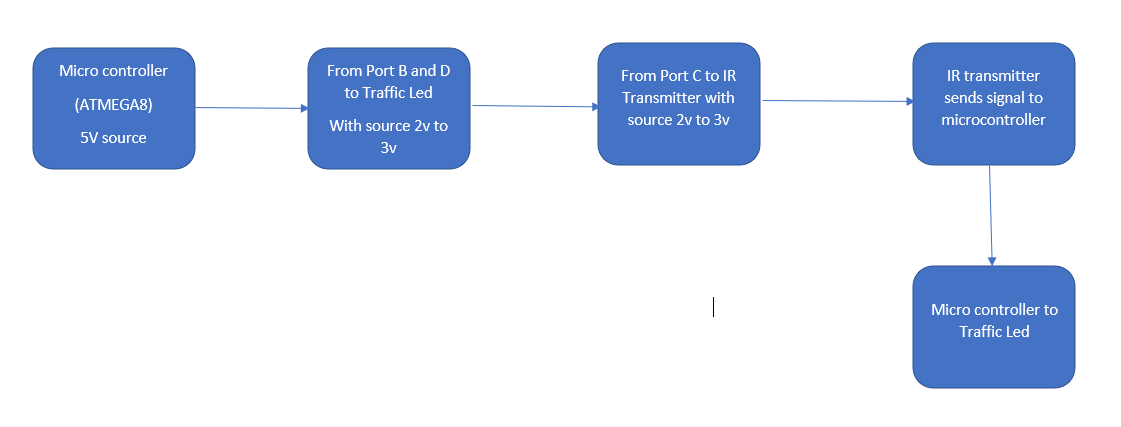 Micro controller
(ATMEGA8)
5V source
From Port B and D
to Traffic Led
With source 2v to
3v
From Port C to IR
Transmitter with
source 2v to 3v
IR transmitter
sends signal to
microcontroller
Micro controller to
Traffic Led